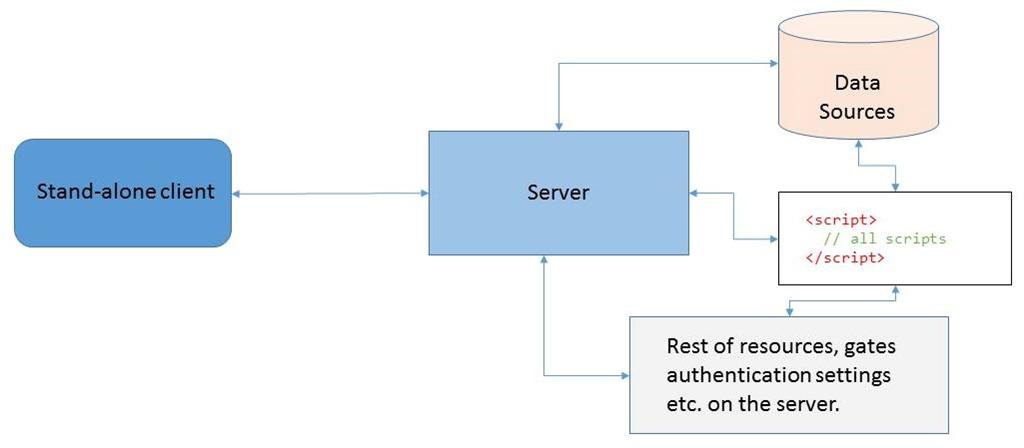 Data
Sources
Stand-alone client
Server
<script>
// all scripts
</script>
Rest of resources, gates
authentication settings
etc. on the server.